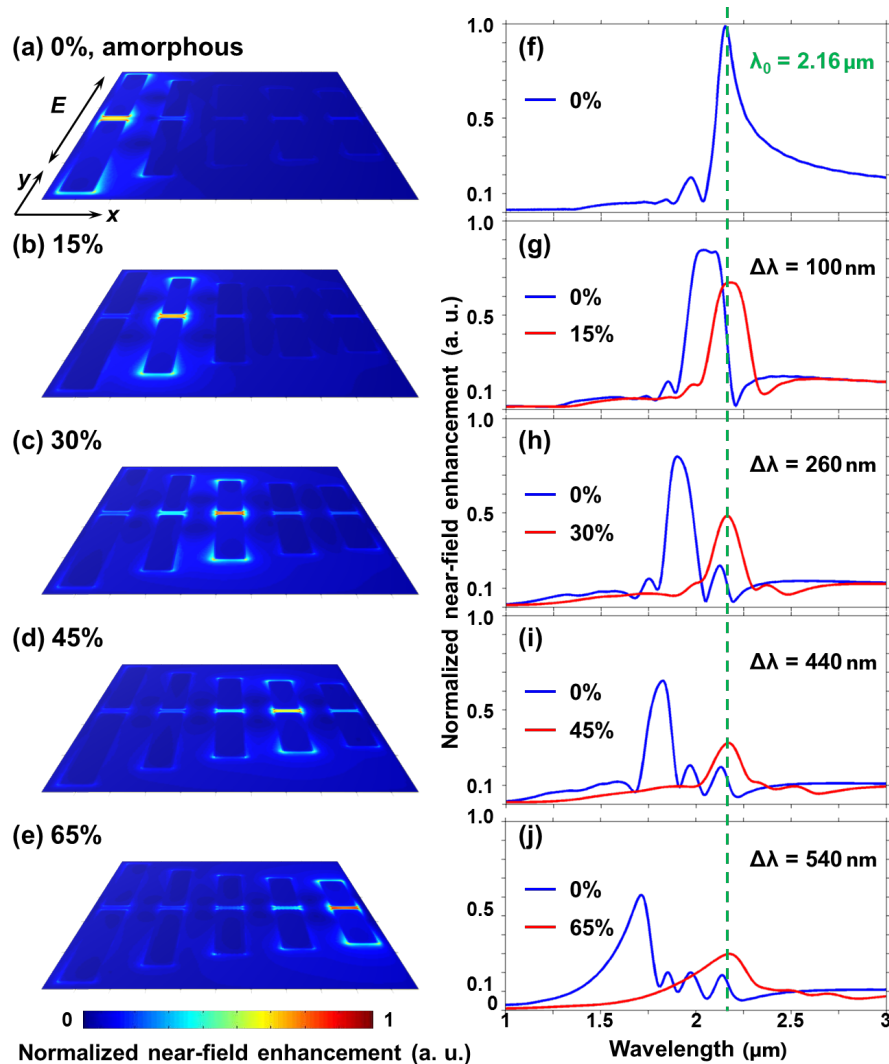 (a) 0%, amorphous
E
y
x
(b) 15%
(c) 30%
(d) 45%
(e) 65%
0 1
Normalized near-field enhancement (a. u.)
Normalized near-field enhancement (a. u.)
1.0
0.5
0.1
(f)
λ0 = 2.16 μm
0%
1.0
0.5
0.1
(g)
Δλ = 100 nm
0%
15%
1.0
0.5
0.1
(h)
Δλ = 260 nm
0%
30%
1.0
0.5
0.1
(i)
Δλ = 440 nm
0%
45%
1.0
0.5
0.1
0
(j)
Δλ = 540 nm
0%
65%
1 1.5 2 2.5 3
Wavelength (μm)